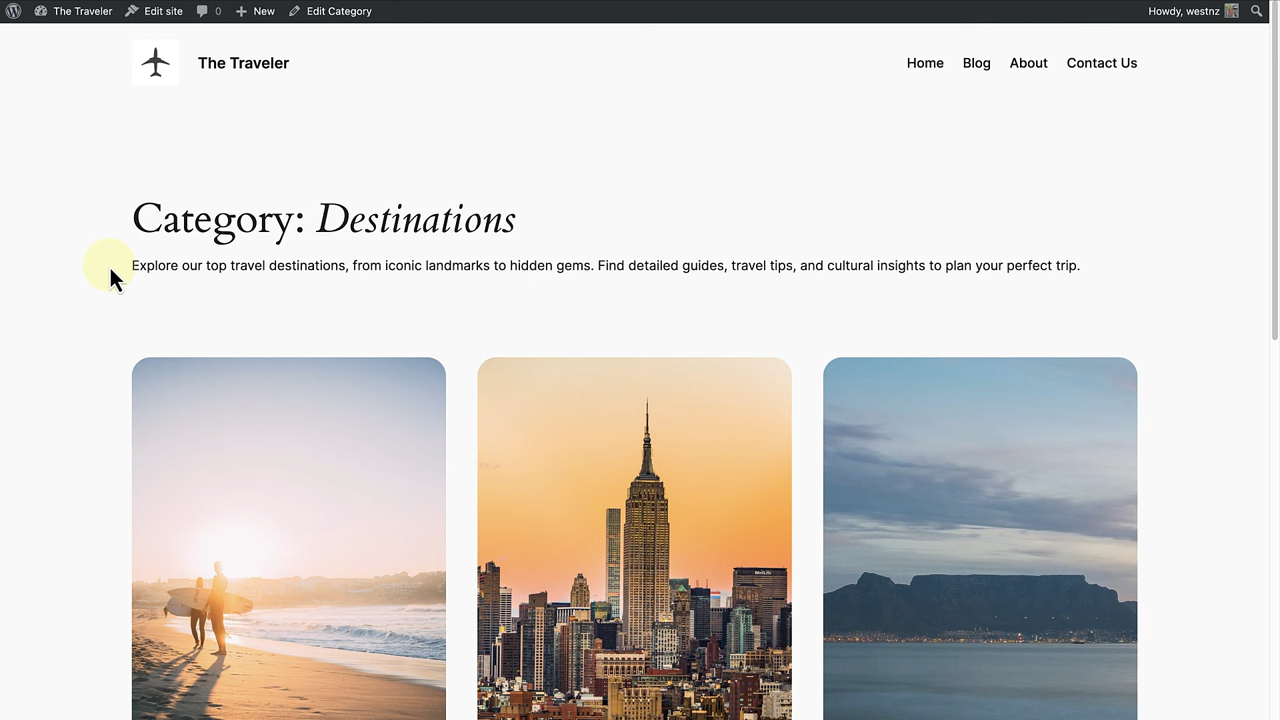 The Traveler Edit site 0 New Edit Category Howdy, westnz
The Traveler Home Blog About Contact Us
Category: Destinations
Explore our top travel destinations, from iconic landmarks to hidden gems. Find detailed guides, travel tips, and cultural insights to plan your perfect trip.
MetLife